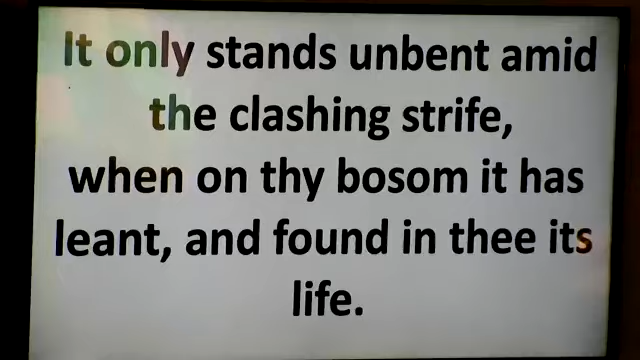 It only stands unbent amid
the clashing strife,
when on thy bosom it has
leant, and found in thee its
life.